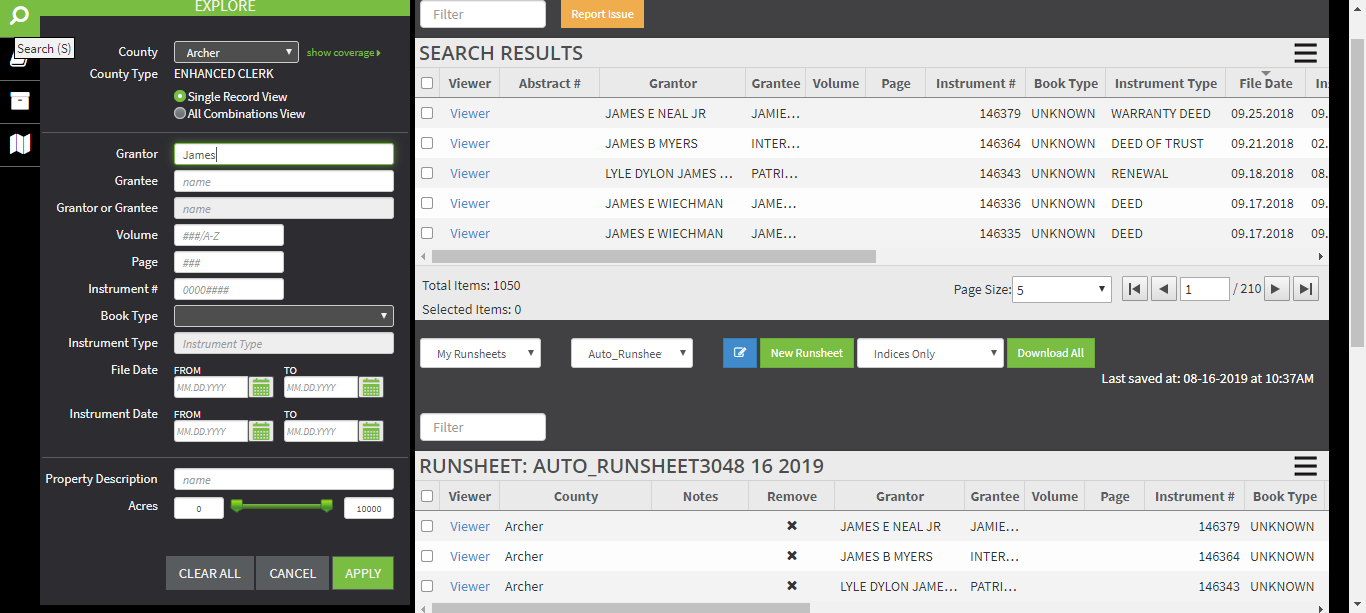 EXPLORE
Search (S)
County Archer show coverage
County Type ENHANCED CLERK
Single Record View
All Combinations View
Grantor James
Grantee name
Grantor or Grantee name
Volume ###/A-Z
Page ###
Instrument # 0000####
Book Type
Instrument Type Instrument Type
File Date FROM TO
MM.DD.YYYY MM.DD.YYYY
Instrument Date FROM TO
MM.DD.YYYY MM.DD.YYYY
Property Description name
Acres 0 10000
CLEAR ALL CANCEL APPLY
Filter Report Issue
SEARCH RESULTS
Viewer Abstract # Grantor Grantee Volume Page Instrument # Book Type Instrument Type File Date In
Viewer JAMES E NEAL JR JAMIE... 146379 UNKNOWN WARRANTY DEED 09.25.2018 09.
Viewer JAMES B MYERS INTER... 146364 UNKNOWN DEED OF TRUST 09.21.2018 02.
Viewer LYLE DYLON JAMES ... PATRI... 146343 UNKNOWN RENEWAL 09.18.2018 08.
Viewer JAMES E WIECHMAN JAME... 146336 UNKNOWN DEED 09.17.2018 09.
Viewer JAMES E WIECHMAN JAME... 146335 UNKNOWN DEED 09.17.2018 09.
Total Items: 1050
Page Size: 5 1 / 210
Selected Items: 0
My Runsheets Auto_Runshee New Runsheet Indices Only Download All
Last saved at: 08-16-2019 at 10:37AM
Filter
RUNSHEET: AUTO_RUNSHEET3048 16 2019
Viewer County Notes Remove Grantor Grantee Volume Page Instrument # Book Type
Viewer Archer JAMES E NEAL JR JAMIE... 146379 UNKNOWN
Viewer Archer JAMES B MYERS INTER... 146364 UNKNOWN
Viewer Archer LYLE DYLON JAME... PATRI... 146343 UNKNOWN